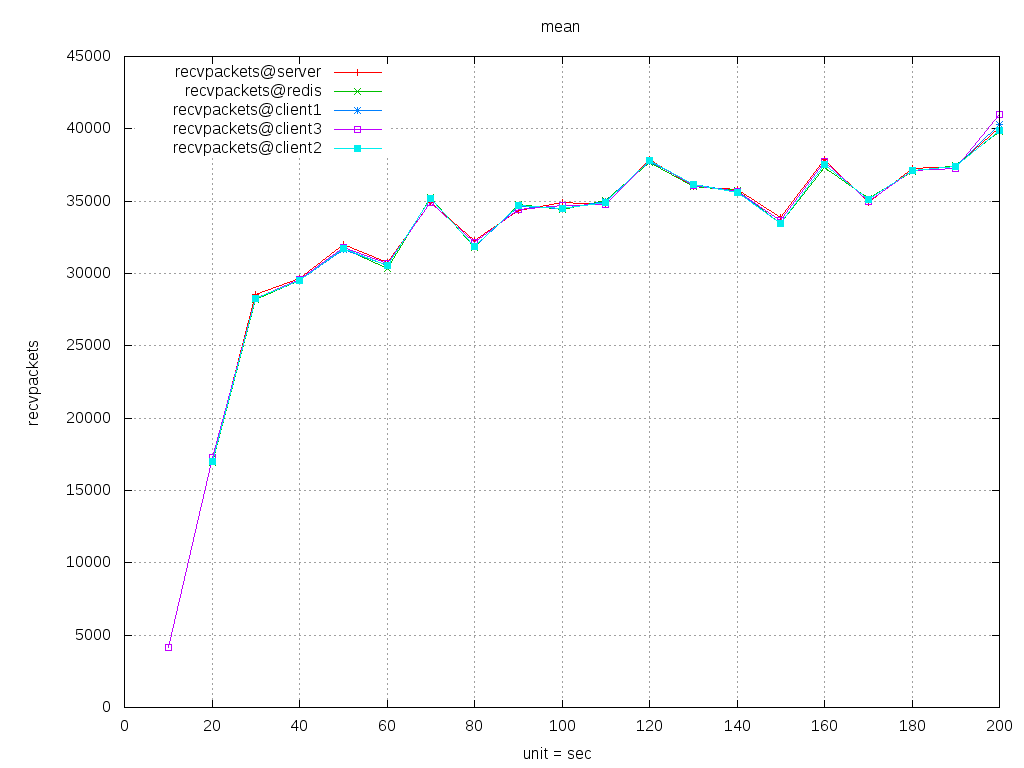 mean
45000
40000
35000
30000
25000
20000
15000
10000
5000
0
recvpackets
recvpackets@server
recvpackets@redis
recvpackets@client1
recvpackets@client3
recvpackets@client2
0 20 40 60 80 100 120 140 160 180 200
unit = sec